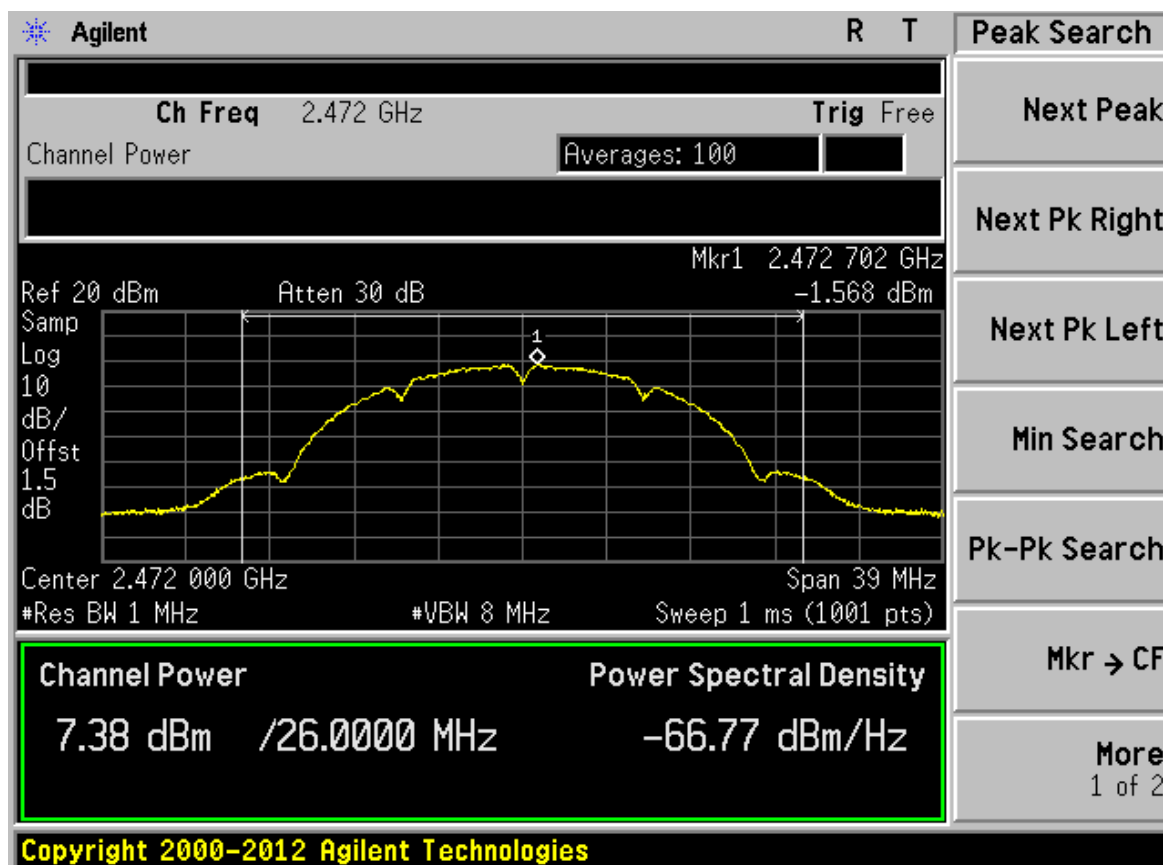 Agilent R T Peak Search
Ch Freq 2.472 GHz Trig Free
Channel Power Averages: 100
Mkr1 2.472 702 GHz
Ref 20 dBm Atten 30 dB -1.568 dBm
Samp
Log
10
dB/
Offst
1.5
dB
1
Center 2.472 000 GHz Span 39 MHz
#Res BW 1 MHz #VBW 8 MHz Sweep 1 ms (1001 pts)
Channel Power Power Spectral Density
7.38 dBm /26.0000 MHz -66.77 dBm/Hz
Copyright 2000-2012 Agilent Technologies
Next Peak
Next Pk Right
Next Pk Left
Min Search
Pk-Pk Search
Mkr → CF
More
1 of 2